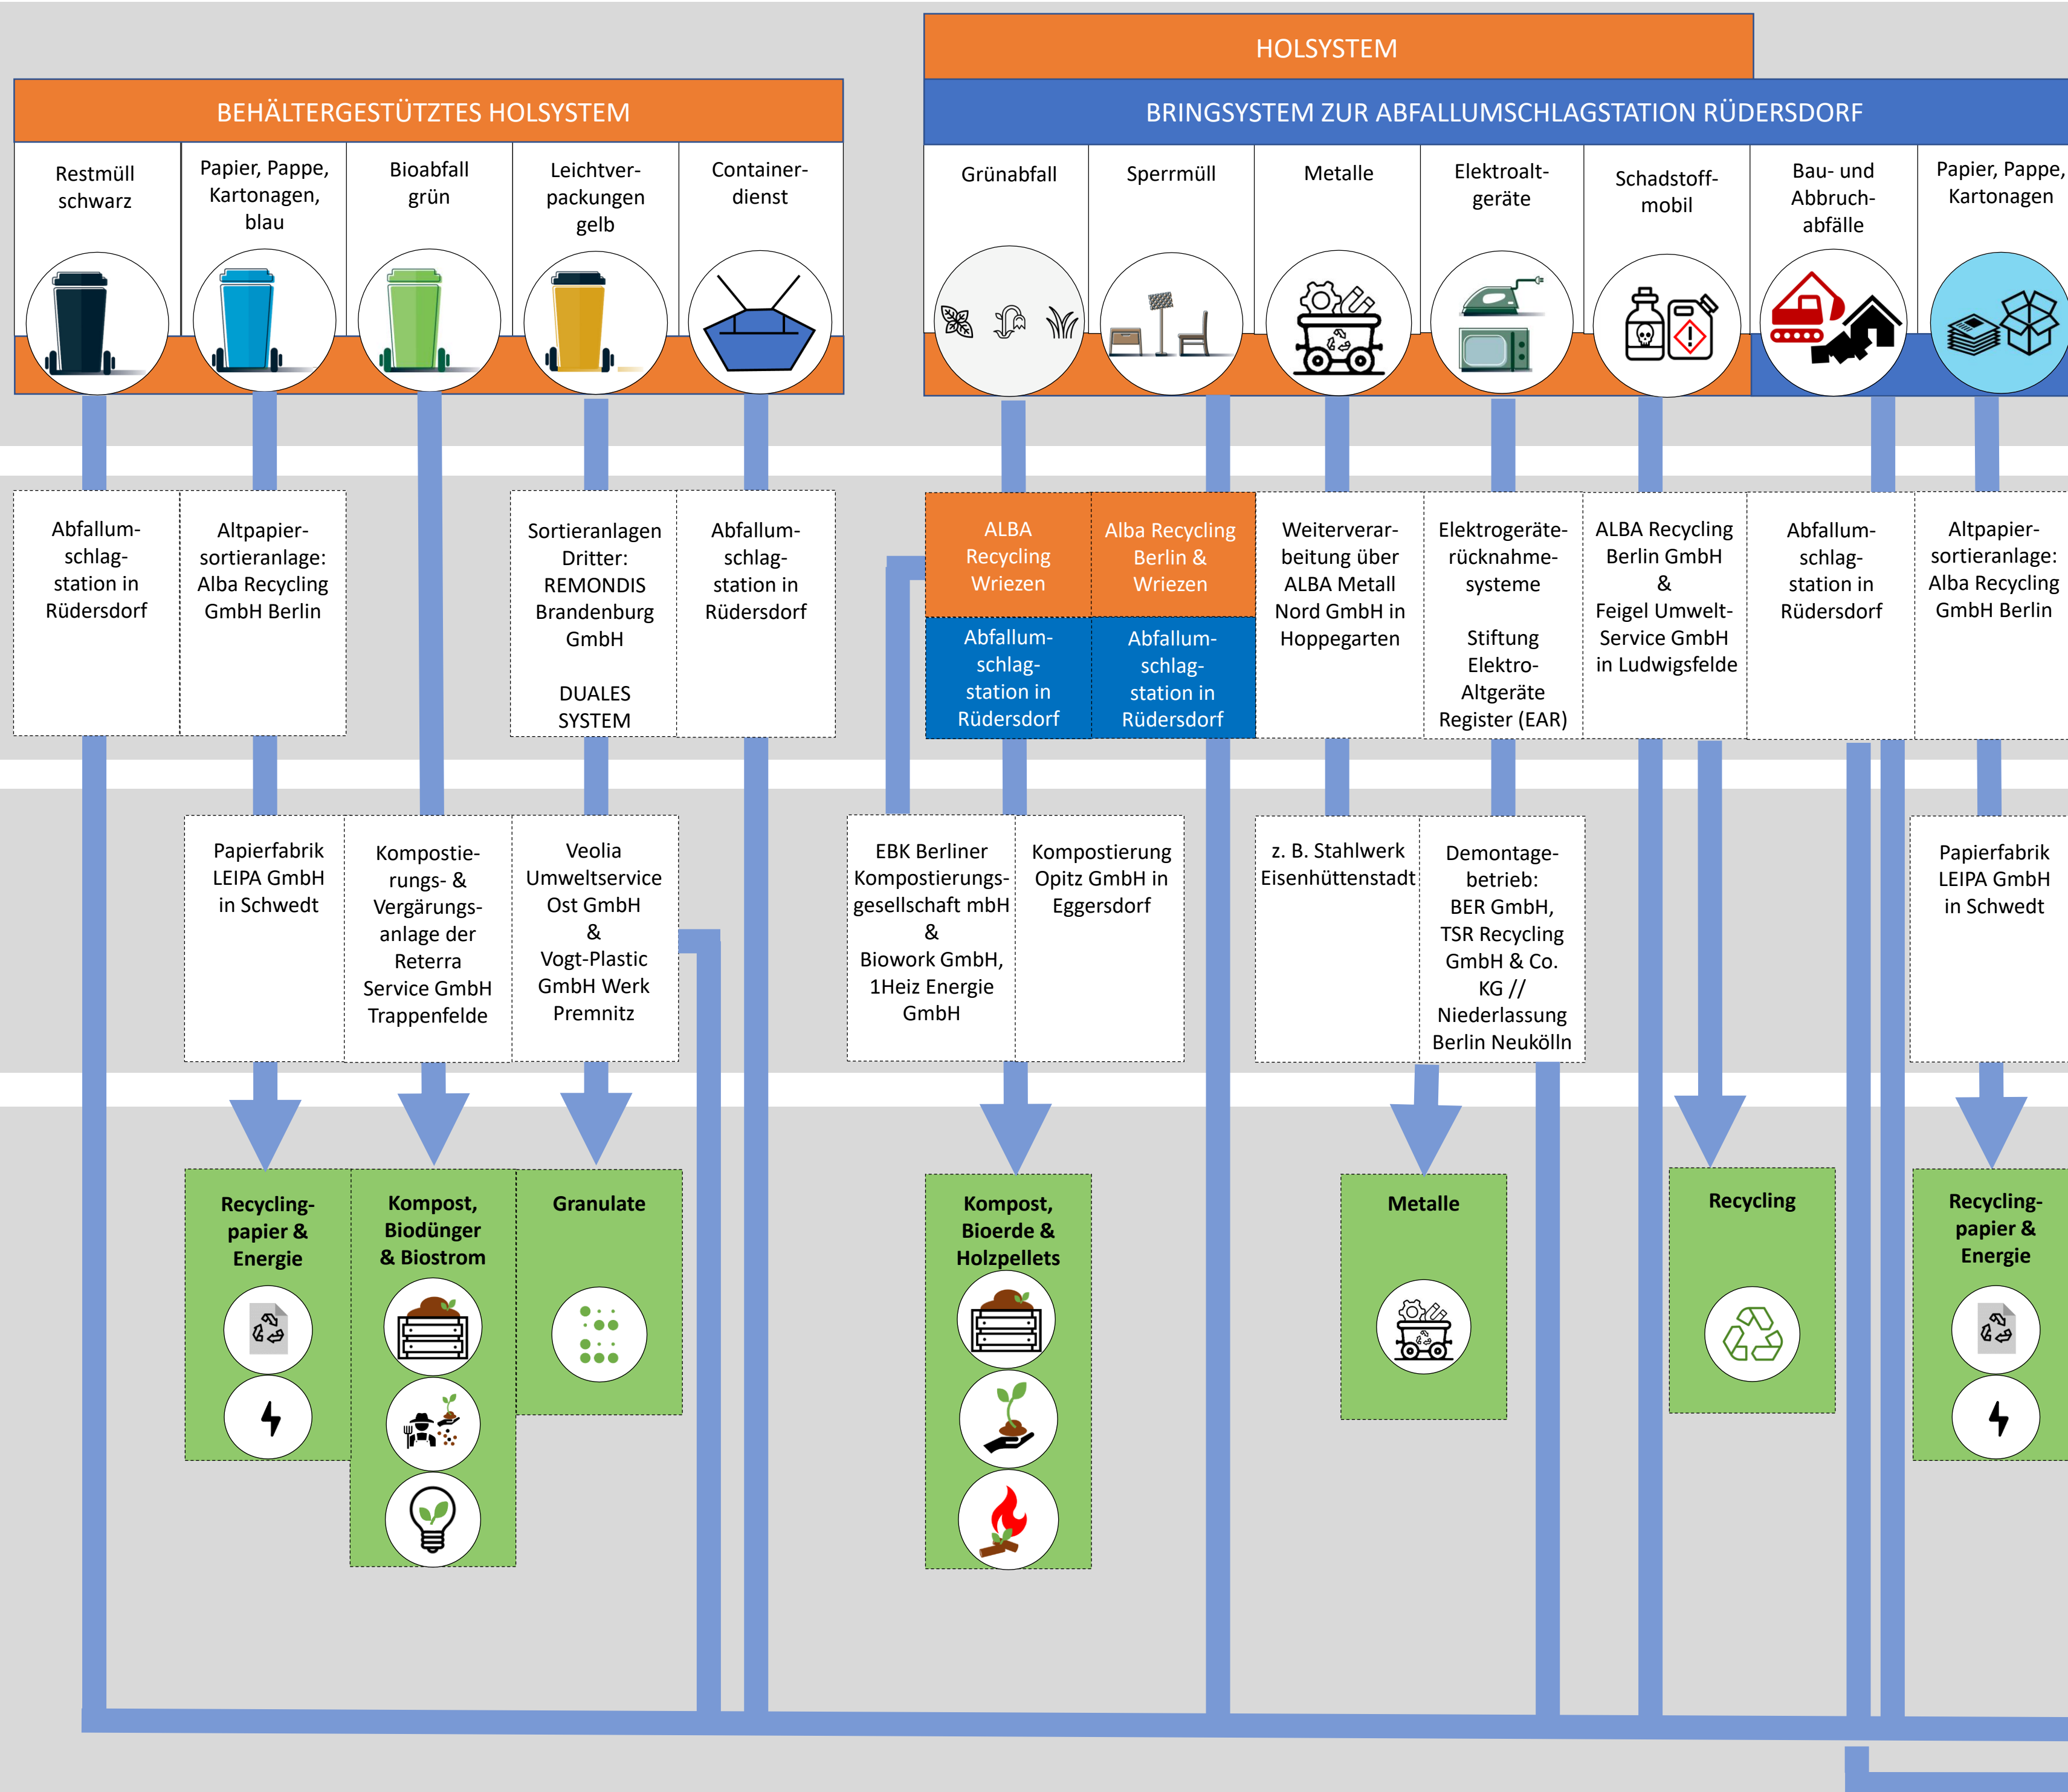 HOLSYSTEM
BEHÄLTERGESTÜTZTES HOLSYSTEM
BRINGSYSTEM ZUR ABFALLUMSCHLAGSTATION RÜDERSDORF
Restmüll
schwarz
Papier, Pappe,
Kartonagen,
blau
Bioabfall
grün
Leichtver-
packungen
gelb
Container-
dienst
Grünabfall
Sperrmüll
Metalle
Elektroalt-
geräte
Schadstoff-
mobil
Bau- und
Abbruch-
abfälle
Papier, Pappe,
Kartonagen
Abfallum-
schlag-
station in
Rüdersdorf
Altpapier-
sortieranlage:
Alba Recycling
GmbH Berlin
Sortieranlagen
Dritter:
REMONDIS
Brandenburg
GmbH
DUALES
SYSTEM
Abfallum-
schlag-
station in
Rüdersdorf
ALBA
Recycling
Wriezen
Abfallum-
schlag-
station in
Rüdersdorf
Alba Recycling
Berlin &
Wriezen
Abfallum-
schlag-
station in
Rüdersdorf
Weiterverar-
beitung über
ALBA Metall
Nord GmbH in
Hoppegarten
Elektrogeräte-
rücknahme-
systeme
Stiftung
Elektro-
Altgeräte
Register (EAR)
ALBA Recycling
Berlin GmbH
&
Feigel Umwelt-
Service GmbH
in Ludwigsfelde
Abfallum-
schlag-
station in
Rüdersdorf
Altpapier-
sortieranlage:
Alba Recycling
GmbH Berlin
Papierfabrik
LEIPA GmbH
in Schwedt
Kompostie-
rungs- &
Vergärungs-
anlage der
Reterra
Service GmbH
Trappenfelde
Veolia
Umweltservice
Ost GmbH
&
Vogt-Plastic
GmbH Werk
Premnitz
EBK Berliner
Kompostierungs-
gesellschaft mbH
&
Biowork GmbH,
1Heiz Energie
GmbH
Kompostierung
Opitz GmbH in
Eggersdorf
z. B. Stahlwerk
Eisenhüttenstadt
Demontage-
betrieb:
BER GmbH,
TSR Recycling
GmbH & Co.
KG //
Niederlassung
Berlin Neukölln
Papierfabrik
LEIPA GmbH
in Schwedt
Recycling-
papier &
Energie
Kompost,
Biodünger
& Biostrom
Granulate
Kompost,
Bioerde &
Holzpellets
Metalle
Recycling
Recycling-
papier &
Energie